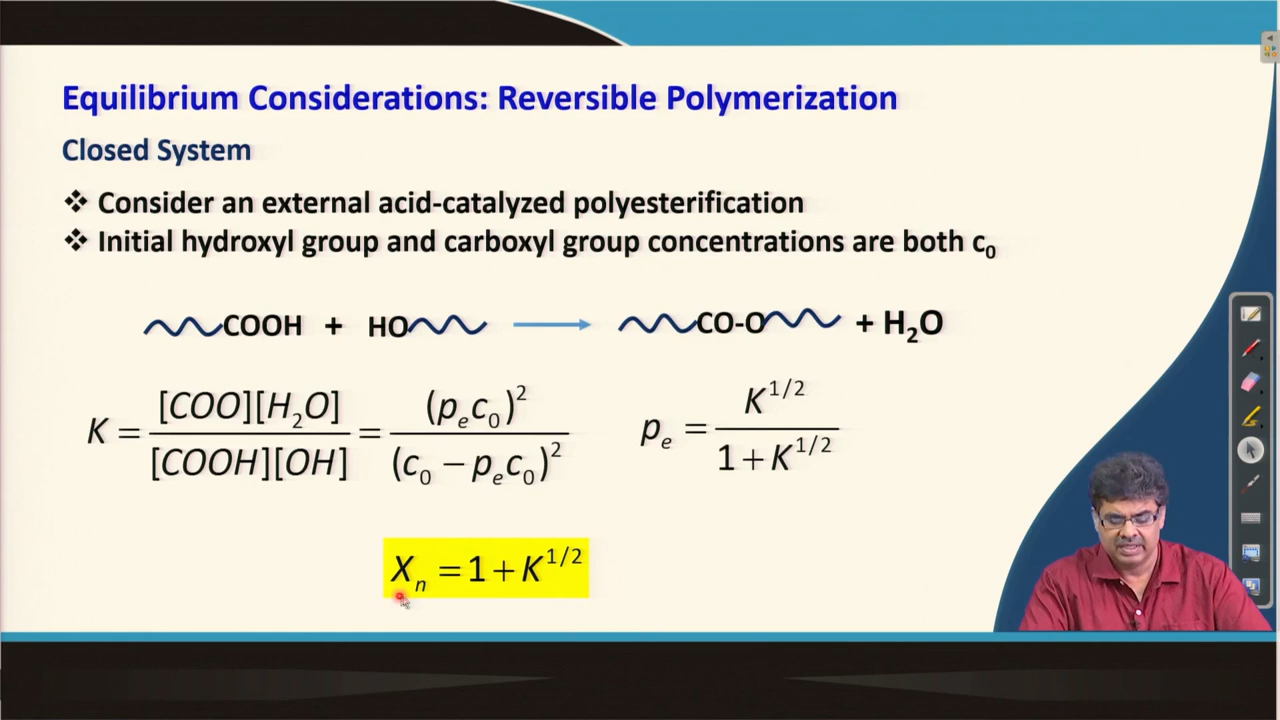 Equilibrium Considerations: Reversible Polymerization
Closed System
❖ Consider an external acid-catalyzed polyesterification
❖ Initial hydroxyl group and carboxyl group concentrations are both c₀
COOH + HO → CO-O + H₂O
K = [COO][H₂O] / [COOH][OH] = (pₑc₀)² / (c₀ − pₑc₀)²
pₑ = K^1/2 / 1 + K^1/2
Xₙ = 1 + K^1/2